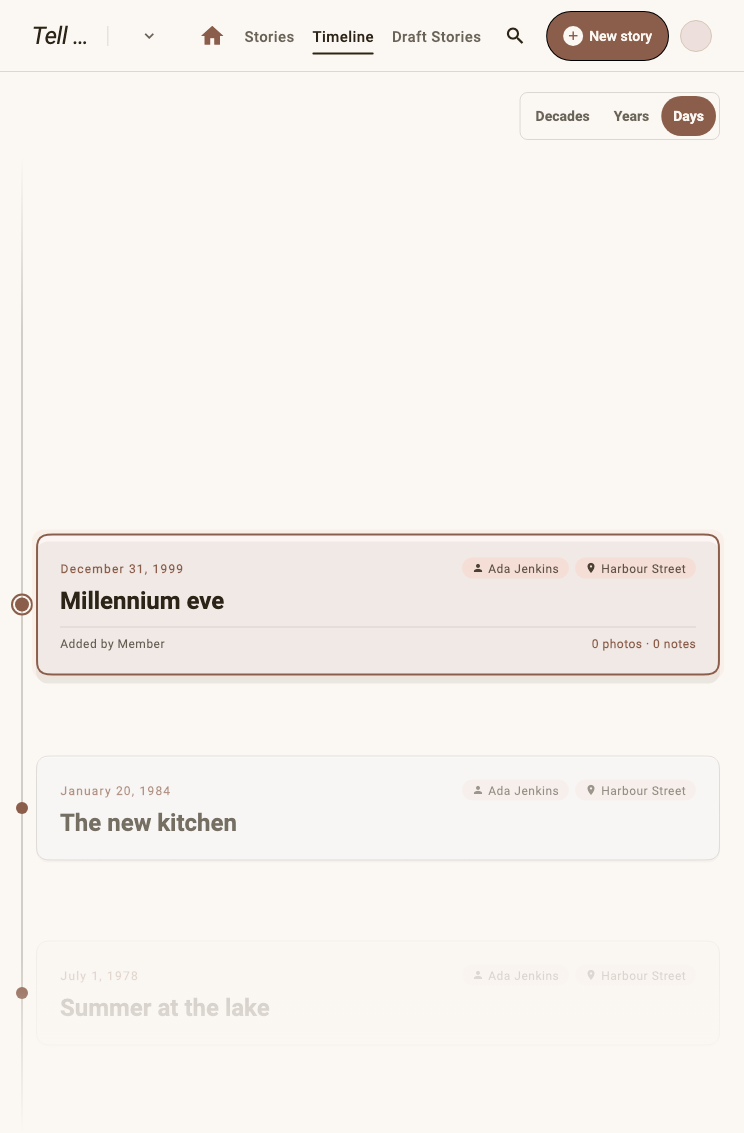 Tell ...
Stories
Timeline
Draft Stories
New story
Decades
Years
Days
December 31, 1999
Ada Jenkins
Harbour Street
Millennium eve
Added by Member
0 photos · 0 notes
January 20, 1984
Ada Jenkins
Harbour Street
The new kitchen
July 1, 1978
Ada Jenkins
Harbour Street
Summer at the lake